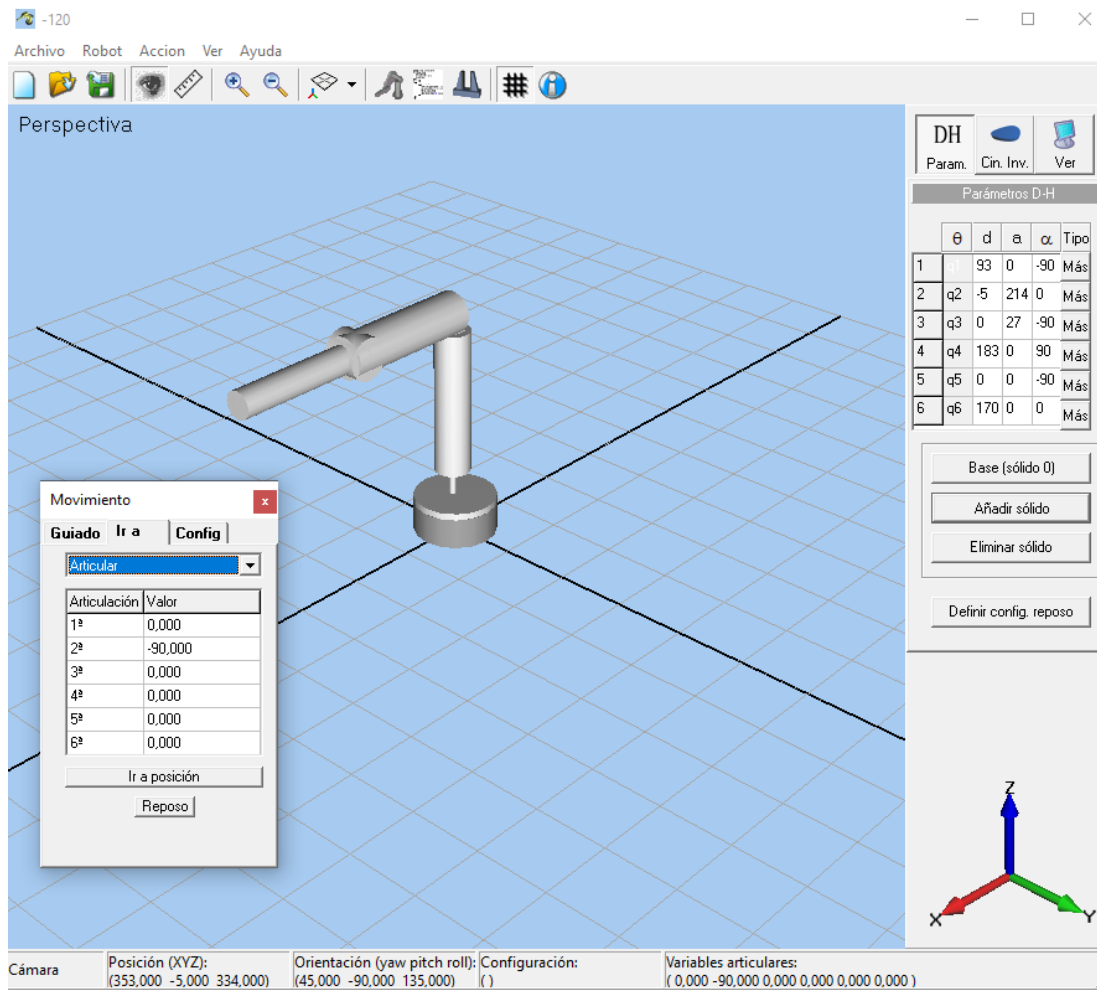 -120
Archivo Robot Accion Ver Ayuda
Perspectiva
DH
Param. Cin. Inv. Ver
Parámetros D-H
θ d a α Tipo
1 q1 93 0 -90 Más
2 q2 -5 214 0 Más
3 q3 0 27 -90 Más
4 q4 183 0 90 Más
5 q5 0 0 -90 Más
6 q6 170 0 0 Más
Base (sólido 0)
Añadir sólido
Eliminar sólido
Definir config. reposo
Movimiento x
Guiado Ir a Config
Articular
Articulación Valor
1ª 0,000
2ª -90,000
3ª 0,000
4ª 0,000
5ª 0,000
6ª 0,000
Ir a posición
Reposo
Z
X Y
Cámara
Posición (XYZ):
(353,000 -5,000 334,000)
Orientación (yaw pitch roll):
(45,000 -90,000 135,000)
Configuración:
( )
Variables articulares:
( 0,000 -90,000 0,000 0,000 0,000 0,000 )